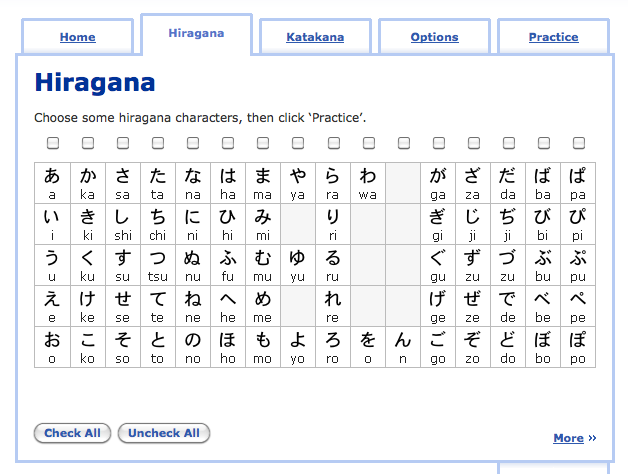 Home Hiragana Katakana Options Practice
Hiragana
Choose some hiragana characters, then click ‘Practice’.
あ か さ た な は ま や ら わ が ざ だ ば ぱ
a ka sa ta na ha ma ya ra wa ga za da ba pa
い き し ち に ひ み り ぎ じ ぢ び ぴ
i ki shi chi ni hi mi ri gi ji ji bi pi
う く す つ ぬ ふ む ゆ る ぐ ず づ ぶ ぷ
u ku su tsu nu fu mu yu ru gu zu zu bu pu
え け せ て ね へ め れ げ ぜ で べ ぺ
e ke se te ne he me re ge ze de be pe
お こ そ と の ほ も よ ろ を ん ご ぞ ど ぼ ぽ
o ko so to no ho mo yo ro o n go zo do bo po
Check All Uncheck All
More »